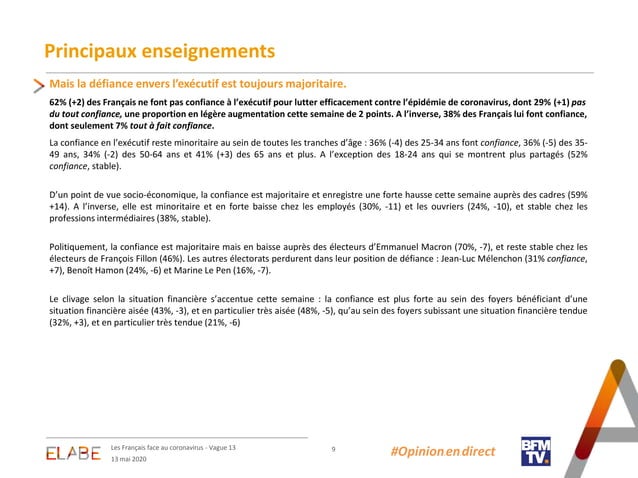 Principaux enseignements
Mais la défiance envers l’exécutif est toujours majoritaire.
62% (+2) des Français ne font pas confiance à l’exécutif pour lutter efficacement contre l’épidémie de coronavirus, dont 29% (+1) pas
du tout confiance, une proportion en légère augmentation cette semaine de 2 points. A l’inverse, 38% des Français lui font confiance,
dont seulement 7% tout à fait confiance.
La confiance en l’exécutif reste minoritaire au sein de toutes les tranches d’âge : 36% (-4) des 25-34 ans font confiance, 36% (-5) des 35-
49 ans, 34% (-2) des 50-64 ans et 41% (+3) des 65 ans et plus. A l’exception des 18-24 ans qui se montrent plus partagés (52%
confiance, stable).
D’un point de vue socio-économique, la confiance est majoritaire et enregistre une forte hausse cette semaine auprès des cadres (59%
+14). A l’inverse, elle est minoritaire et en forte baisse chez les employés (30%, -11) et les ouvriers (24%, -10), et stable chez les
professions intermédiaires (38%, stable).
Politiquement, la confiance est majoritaire mais en baisse auprès des électeurs d’Emmanuel Macron (70%, -7), et reste stable chez les
électeurs de François Fillon (46%). Les autres électorats perdurent dans leur position de défiance : Jean-Luc Mélenchon (31% confiance,
+7), Benoît Hamon (24%, -6) et Marine Le Pen (16%, -7).
Le clivage selon la situation financière s’accentue cette semaine : la confiance est plus forte au sein des foyers bénéficiant d’une
situation financière aisée (43%, -3), et en particulier très aisée (48%, -5), qu’au sein des foyers subissant une situation financière tendue
(32%, +3), et en particulier très tendue (21%, -6)
ELABE
Les Français face au coronavirus - Vague 13
13 mai 2020
9
#Opinionendirect
BFM
TV.